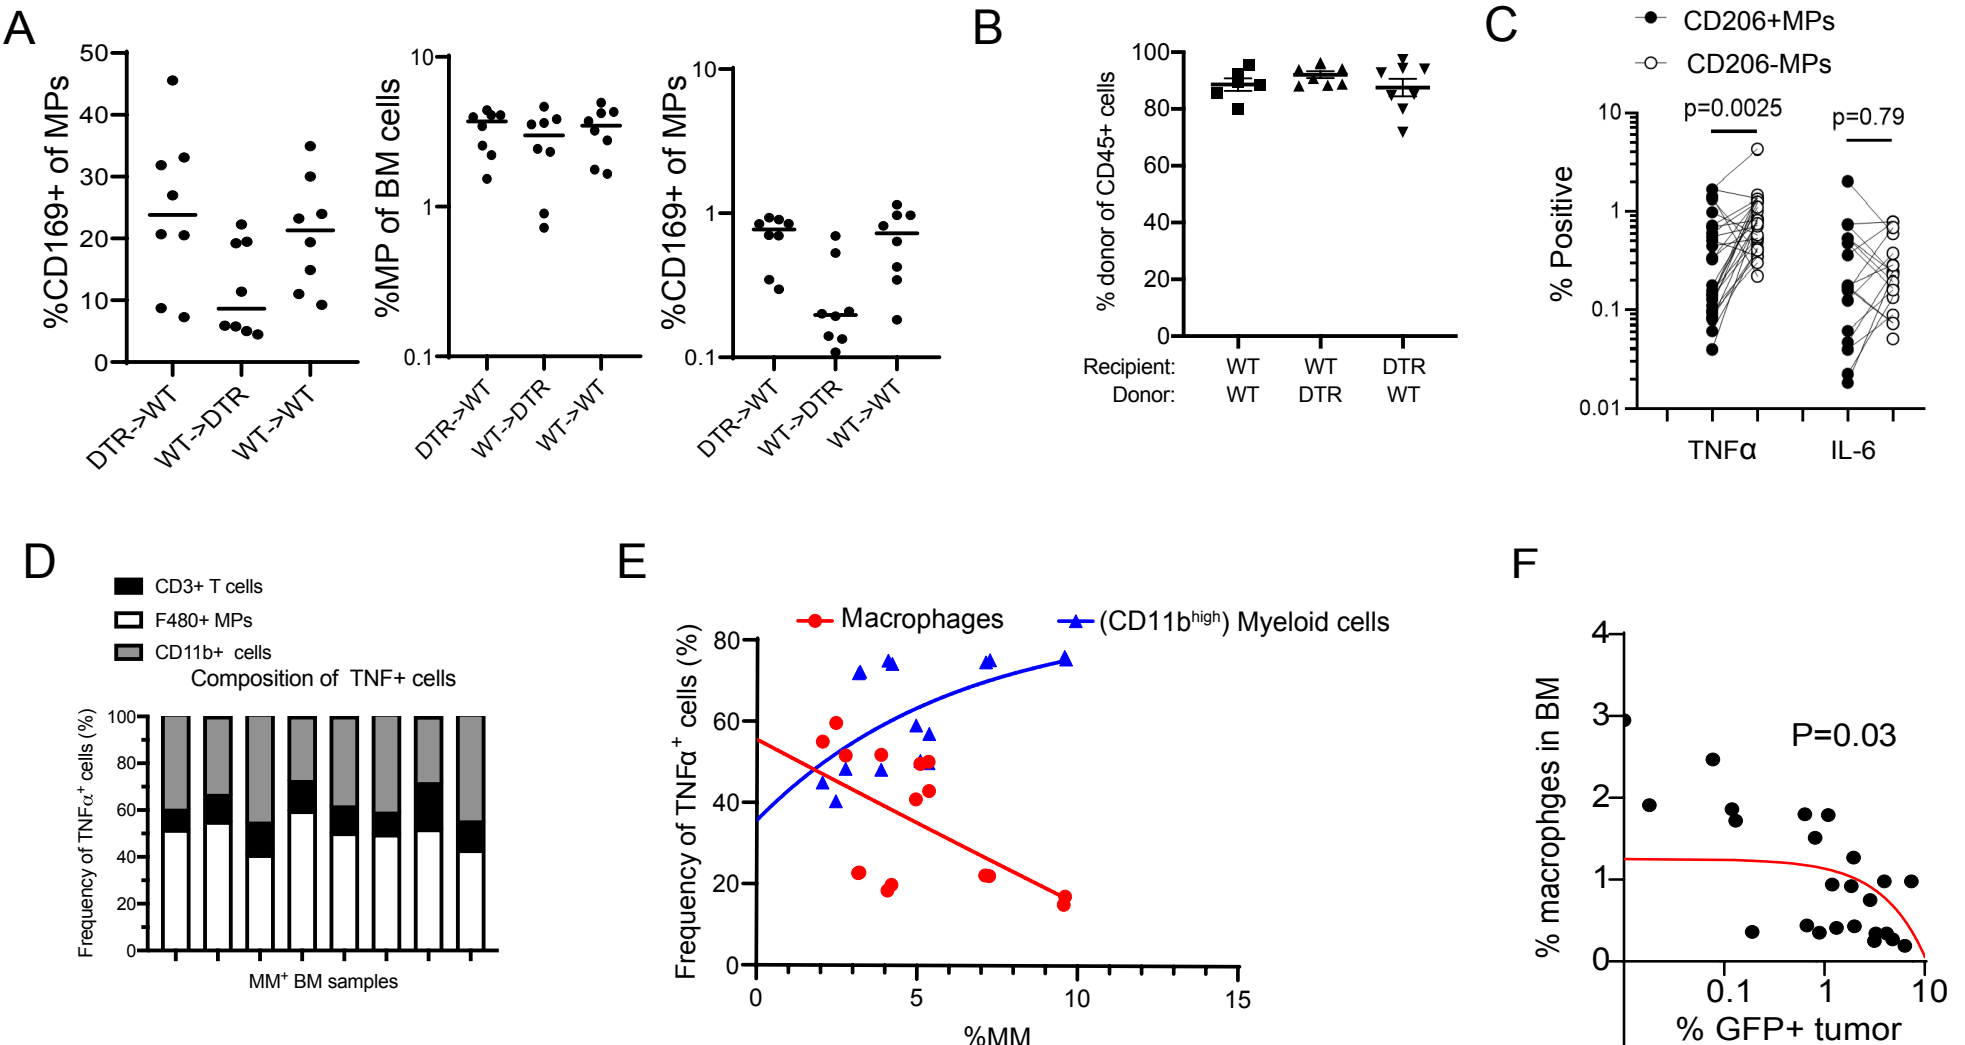 A
%CD169+ of MPs
50
40
30
20
10
0
DTR->WT
WT->DTR
WT->WT
%MP of BM cells
10
1
0.1
DTR->WT
WT->DTR
WT->WT
%CD169+ of MPs
10
1
0.1
DTR->WT
WT->DTR
WT->WT
B
% donor of CD45+ cells
100
80
60
40
20
0
Recipient: WT WT DTR
Donor: WT DTR WT
C
CD206+MPs
CD206-MPs
p=0.0025
p=0.79
% Positive
10
1
0.1
0.01
TNFα IL-6
D
CD3+ T cells
F480+ MPs
CD11b+ cells
Composition of TNF+ cells
Frequency of TNFα⁺ cells (%)
100
80
60
40
20
0
MM⁺ BM samples
E
Macrophages
(CD11bʰⁱᵍʰ) Myeloid cells
Frequency of TNFα⁺ cells (%)
80
60
40
20
0
0 5 10 15
%MM
F
% macrophges in BM
4
3
2
1
0
P=0.03
0.1 1 10
% GFP+ tumor